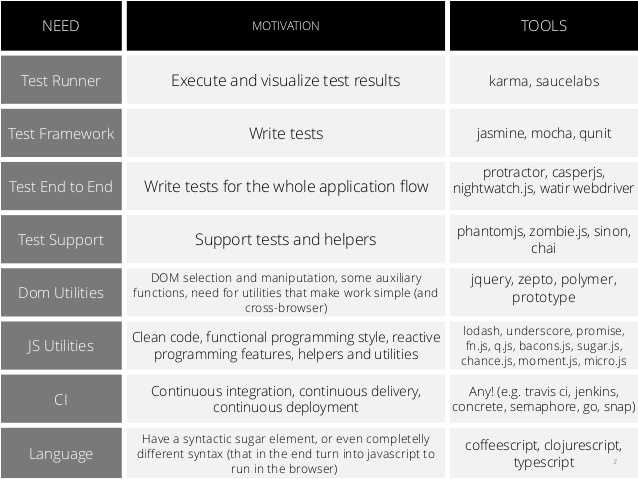 NEED MOTIVATION TOOLS
Test Runner Execute and visualize test results karma, saucelabs
Test Framework Write tests jasmine, mocha, qunit
Test End to End Write tests for the whole application flow protractor, casperjs,
nightwatch.js, watir webdriver
Test Support Support tests and helpers phantomjs, zombie.js, sinon,
chai
Dom Utilities DOM selection and maniputation, some auxiliary
functions, need for utilities that make work simple (and
cross-browser) jquery, zepto, polymer,
prototype
JS Utilities Clean code, functional programming style, reactive
programming features, helpers and utilities lodash, underscore, promise,
fn.js, q.js, bacons.js, sugar.js,
chance.js, moment.js, micro.js
CI Continuous integration, continuous delivery,
continuous deployment Any! (e.g. travis ci, jenkins,
concrete, semaphore, go, snap)
Language Have a syntactic sugar element, or even completelly
different syntax (that in the end turn into javascript to
run in the browser) coffeescript, clojurescript,
typescript 3